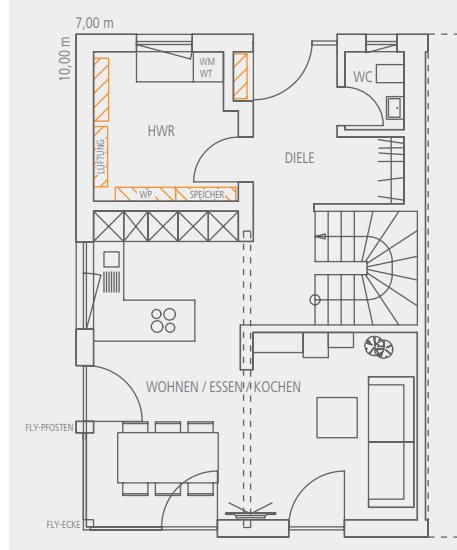 7,00 m
10,00 m
WM
WT
WC
HWR
DIELE
LÜFTUNG
WP
SPEICHER
WOHNEN / ESSEN / KOCHEN
FLY-PFOSTEN
FLY-ECKE